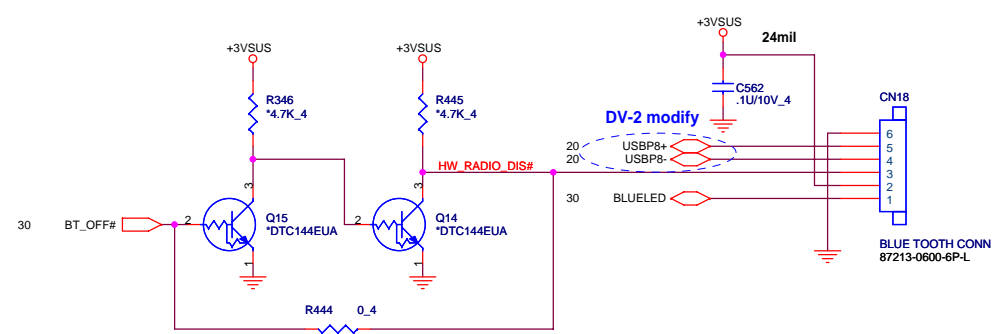 +3VSUS
24mil
+3VSUS
+3VSUS
R346
*4.7K_4
R445
*4.7K_4
C562
.1U/10V_4
CN18
DV-2 modify
20 USBP8+
20 USBP8-
HW_RADIO_DIS#
6
5
4
3
2
1
30 BLUELED
3
3
30 BT_OFF#
2
Q15
*DTC144EUA
2
Q14
*DTC144EUA
1
1
BLUE TOOTH CONN
87213-0600-6P-L
R444 0_4